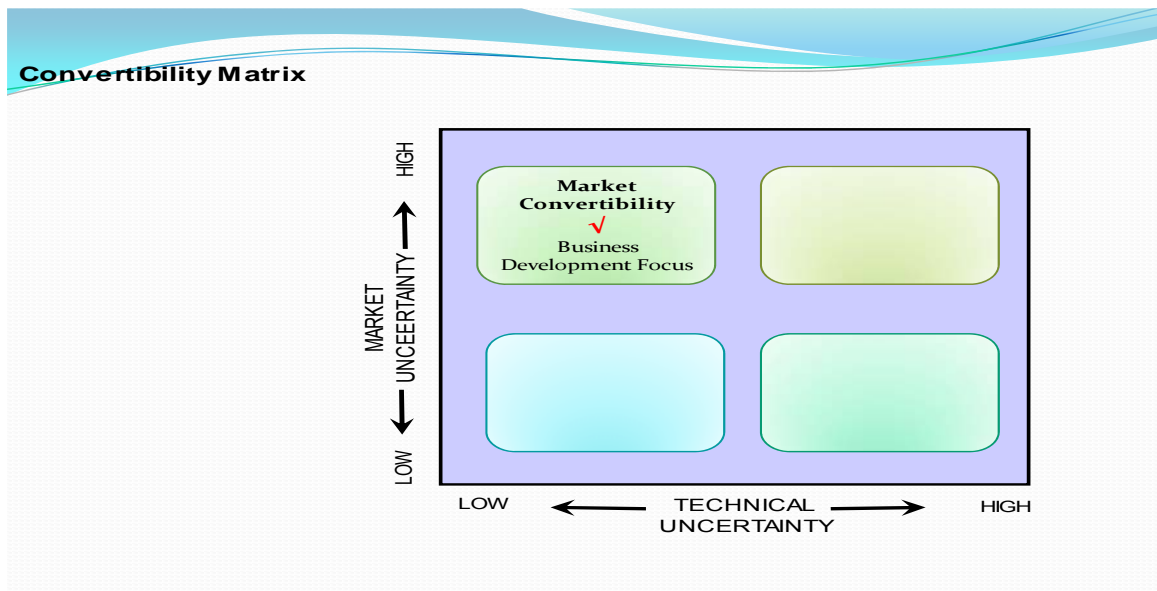 Convertibility Matrix
HIGH
MARKET
UNCEERTAINTY
LOW
Market
Convertibility
√
Business
Development Focus
LOW
TECHNICAL
UNCERTAINTY
HIGH